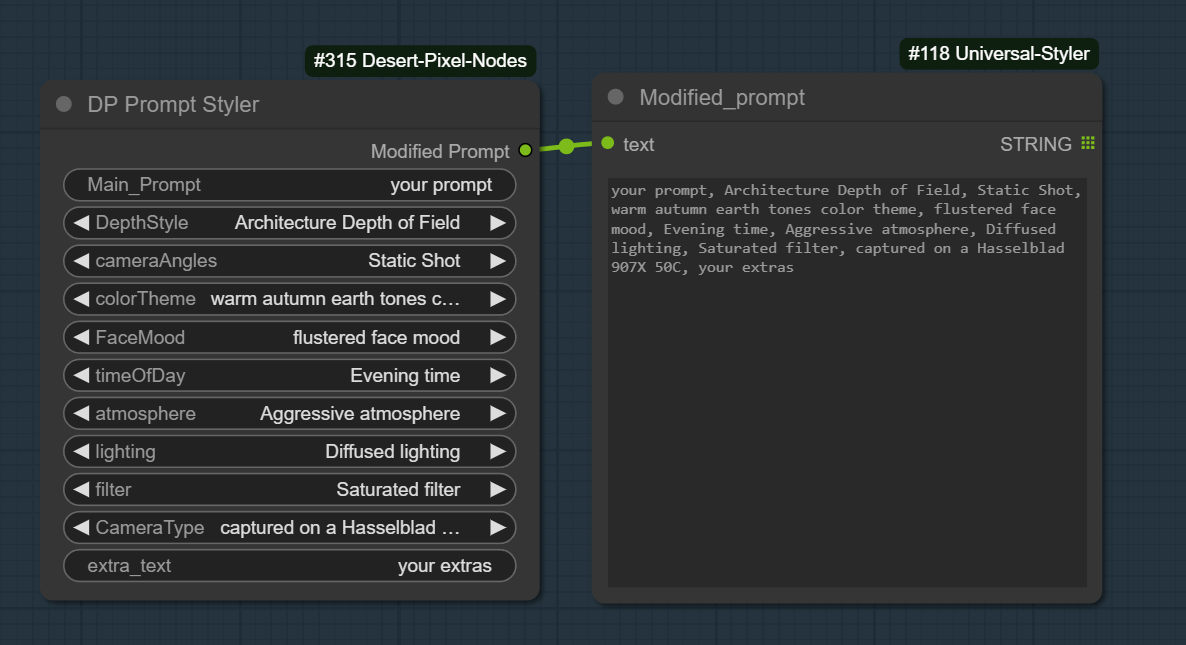 #315 Desert-Pixel-Nodes
DP Prompt Styler
Modified Prompt
Main_Prompt your prompt
DepthStyle Architecture Depth of Field
cameraAngles Static Shot
colorTheme warm autumn earth tones c...
FaceMood flustered face mood
timeOfDay Evening time
atmosphere Aggressive atmosphere
lighting Diffused lighting
filter Saturated filter
CameraType captured on a Hasselblad ...
extra_text your extras
#118 Universal-Styler
Modified_prompt
text STRING
your prompt, Architecture Depth of Field, Static Shot,
warm autumn earth tones color theme, flustered face
mood, Evening time, Aggressive atmosphere, Diffused
lighting, Saturated filter, captured on a Hasselblad
907X 50C, your extras